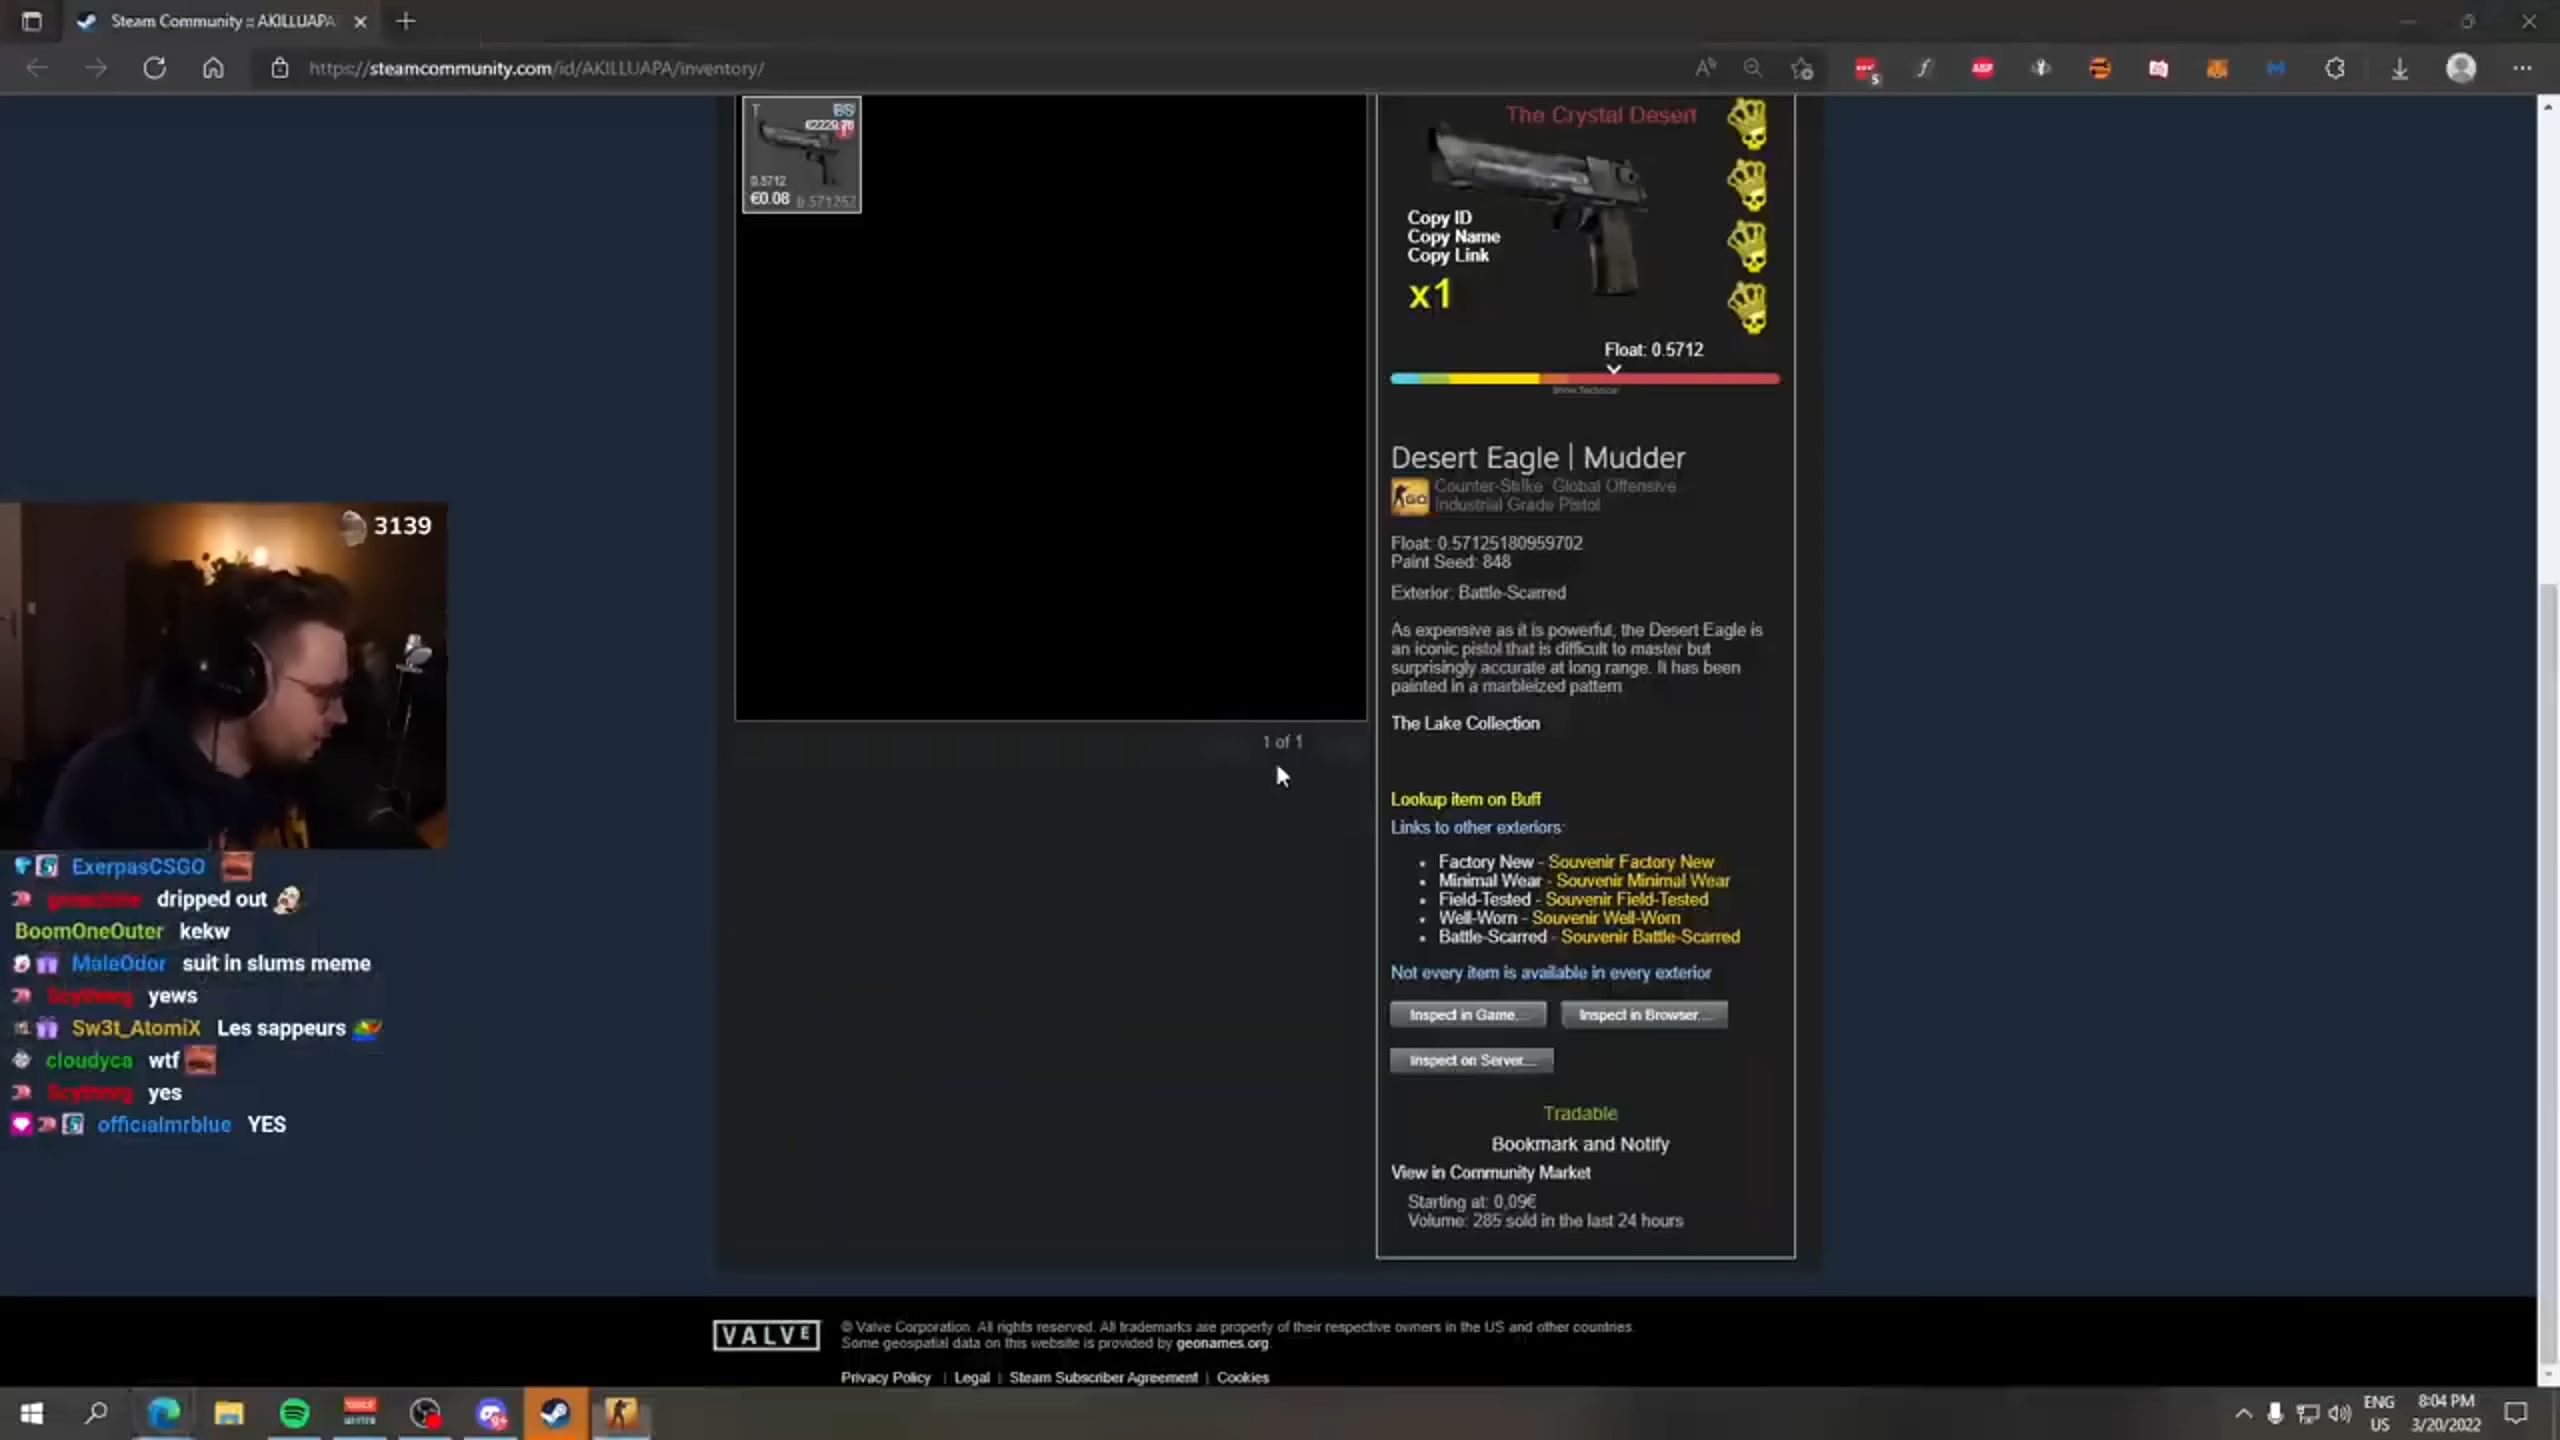 Steam Community :: AKILLUAPA
https://steamcommunity.com/id/AKILLUAPA/inventory/
5
T
BS
€2229.78
0.5712
€0.08
The Crystal Desert
Copy ID
Copy Name
Copy Link
x1
Float: 0.5712
Show Technical
Desert Eagle | Mudder
Counter-Strike: Global Offensive
Industrial Grade Pistol
Float: 0.57125180959702
Paint Seed: 848
Exterior: Battle-Scarred
As expensive as it is powerful, the Desert Eagle is
an iconic pistol that is difficult to master but
surprisingly accurate at long range. It has been
painted in a marbleized pattern
The Lake Collection
1 of 1
Lookup item on Buff
Links to other exteriors:
Factory New - Souvenir Factory New
Minimal Wear - Souvenir Minimal Wear
Field-Tested - Souvenir Field-Tested
Well-Worn - Souvenir Well-Worn
Battle-Scarred - Souvenir Battle-Scarred
Not every item is available in every exterior
Inspect in Game...
Inspect in Browser...
Inspect on Server...
Tradable
Bookmark and Notify
View in Community Market
Starting at: 0,09€
Volume: 285 sold in the last 24 hours
3139
ExerpasCSGO
dripped out
BoomOneOuter kekw
MaleOdor suit in slums meme
yews
Sw3t_AtomiX Les sappeurs
cloudyca wtf
yes
officialmrblue YES
VALVE
© Valve Corporation. All rights reserved. All trademarks are property of their respective owners in the US and other countries.
Some geospatial data on this website is provided by geonames.org.
Privacy Policy | Legal | Steam Subscriber Agreement | Cookies
ENG
US
8:04 PM
3/20/2022